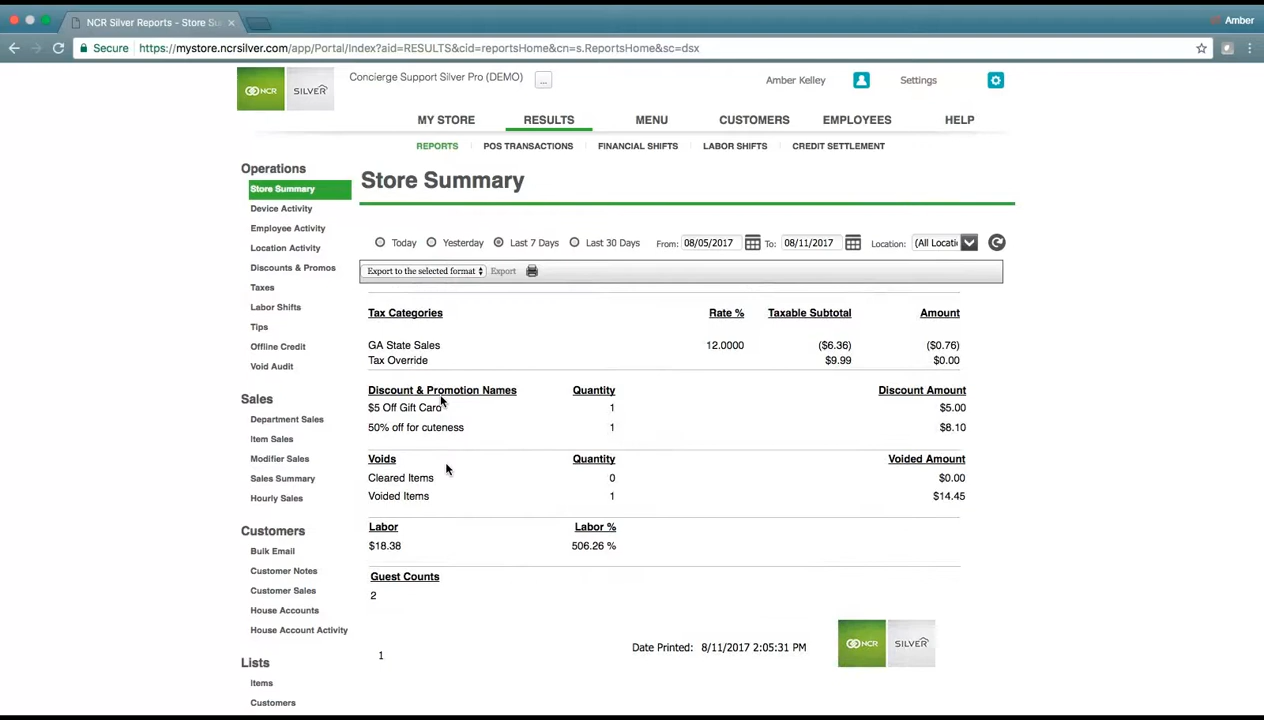 NCR Silver Reports - Store Su
Amber
Secure https://mystore.ncrsilver.com/app/Portal/Index?aid=RESULTS&cid=reportsHome&cn=s.ReportsHome&sc=dsx
NCR SILVER
Concierge Support Silver Pro (DEMO) ...
Amber Kelley Settings
MY STORE RESULTS MENU CUSTOMERS EMPLOYEES HELP
REPORTS POS TRANSACTIONS FINANCIAL SHIFTS LABOR SHIFTS CREDIT SETTLEMENT
Operations
Store Summary
Device Activity
Employee Activity
Location Activity
Discounts & Promos
Taxes
Labor Shifts
Tips
Offline Credit
Void Audit
Sales
Department Sales
Item Sales
Modifier Sales
Sales Summary
Hourly Sales
Customers
Bulk Email
Customer Notes
Customer Sales
House Accounts
House Account Activity
Lists
Items
Customers
Store Summary
Today Yesterday Last 7 Days Last 30 Days From: 08/05/2017 To: 08/11/2017 Location: (All Locati
Export to the selected format Export
Tax Categories Rate % Taxable Subtotal Amount
GA State Sales 12.0000 ($6.36) ($0.76)
Tax Override $9.99 $0.00
Discount & Promotion Names Quantity Discount Amount
$5 Off Gift Card 1 $5.00
50% off for cuteness 1 $8.10
Voids Quantity Voided Amount
Cleared Items 0 $0.00
Voided Items 1 $14.45
Labor Labor %
$18.38 506.26 %
Guest Counts
2
Date Printed: 8/11/2017 2:05:31 PM
NCR SILVER
1